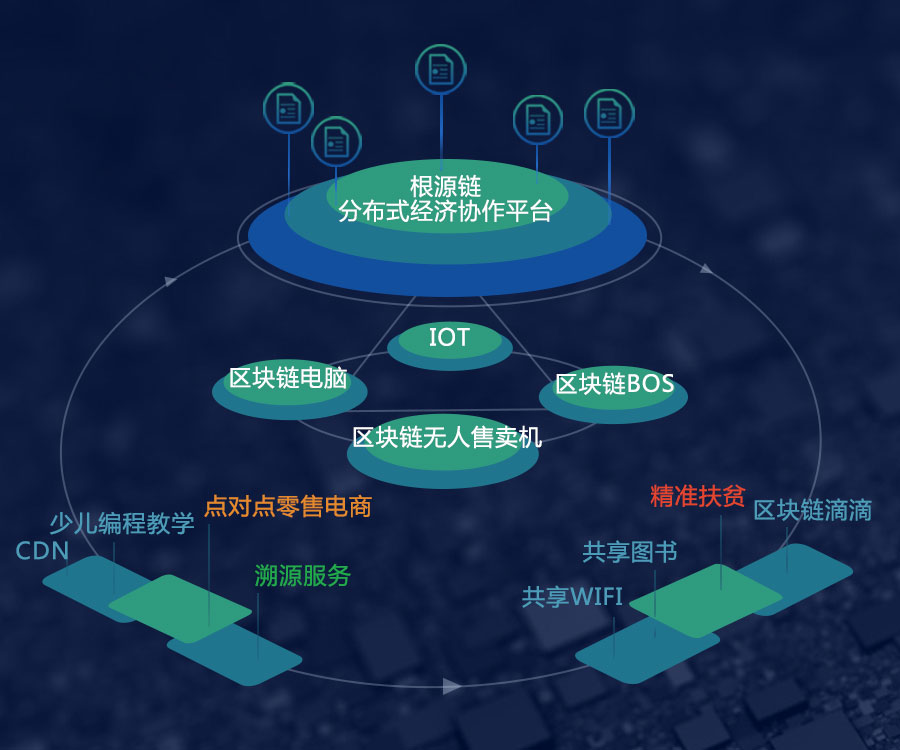 根源链
分布式经济协作平台
IOT
区块链电脑
区块链BOS
区块链无人售卖机
点对点零售电商
少儿编程教学
CDN
溯源服务
精准扶贫
区块链滴滴
共享图书
共享WIFI